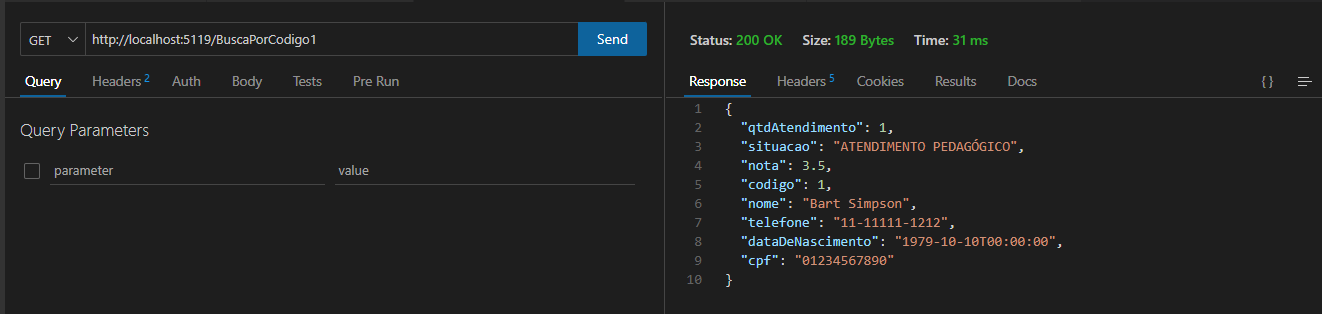 GET http://localhost:5119/BuscaPorCodigo1 Send
Query Headers 2 Auth Body Tests Pre Run
Query Parameters
parameter value
Status: 200 OK Size: 189 Bytes Time: 31 ms
Response Headers 5 Cookies Results Docs { }
1 {
2 "qtdAtendimento": 1,
3 "situacao": "ATENDIMENTO PEDAGÓGICO",
4 "nota": 3.5,
5 "codigo": 1,
6 "nome": "Bart Simpson",
7 "telefone": "11-11111-1212",
8 "dataDeNascimento": "1979-10-10T00:00:00",
9 "cpf": "01234567890"
10 }